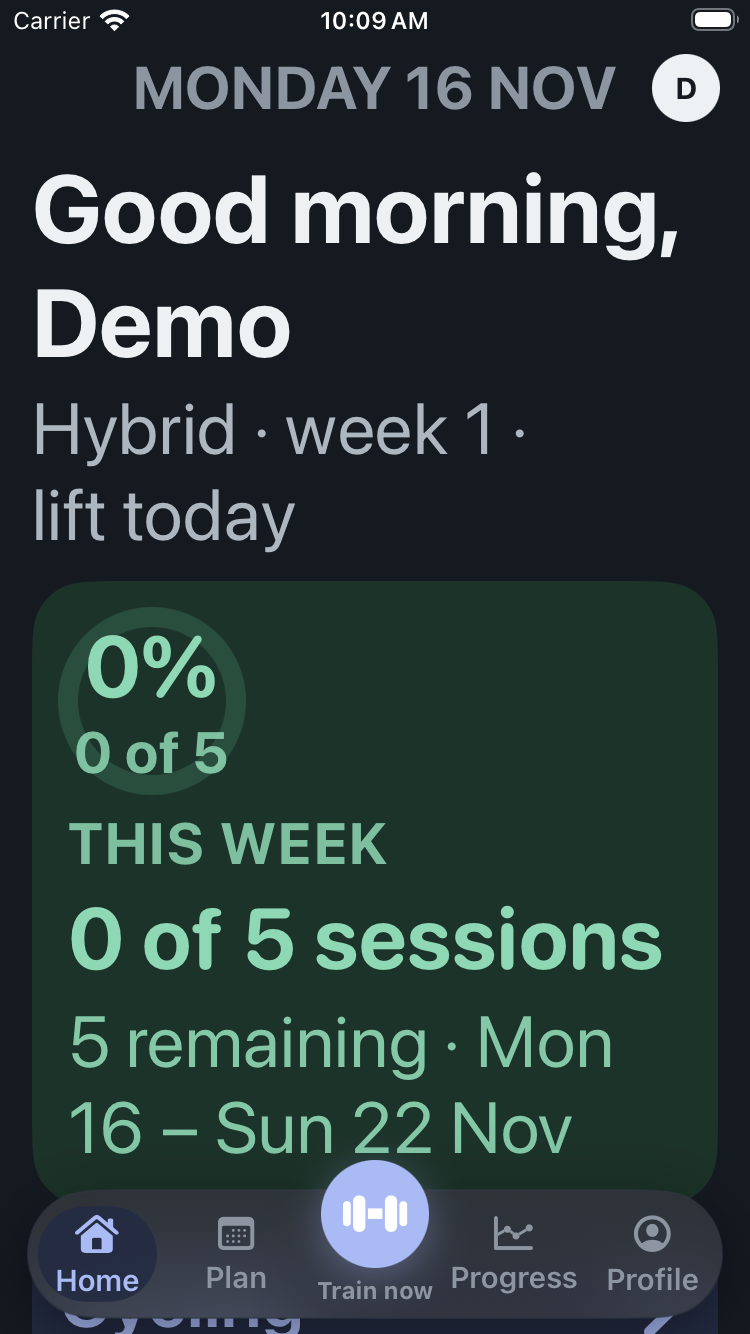 Carrier 10:09 AM
MONDAY 16 NOV D
Good morning,
Demo
Hybrid · week 1 ·
lift today
0%
0 of 5
THIS WEEK
0 of 5 sessions
5 remaining · Mon
16 – Sun 22 Nov
Home Plan Train now Progress Profile
Cycling